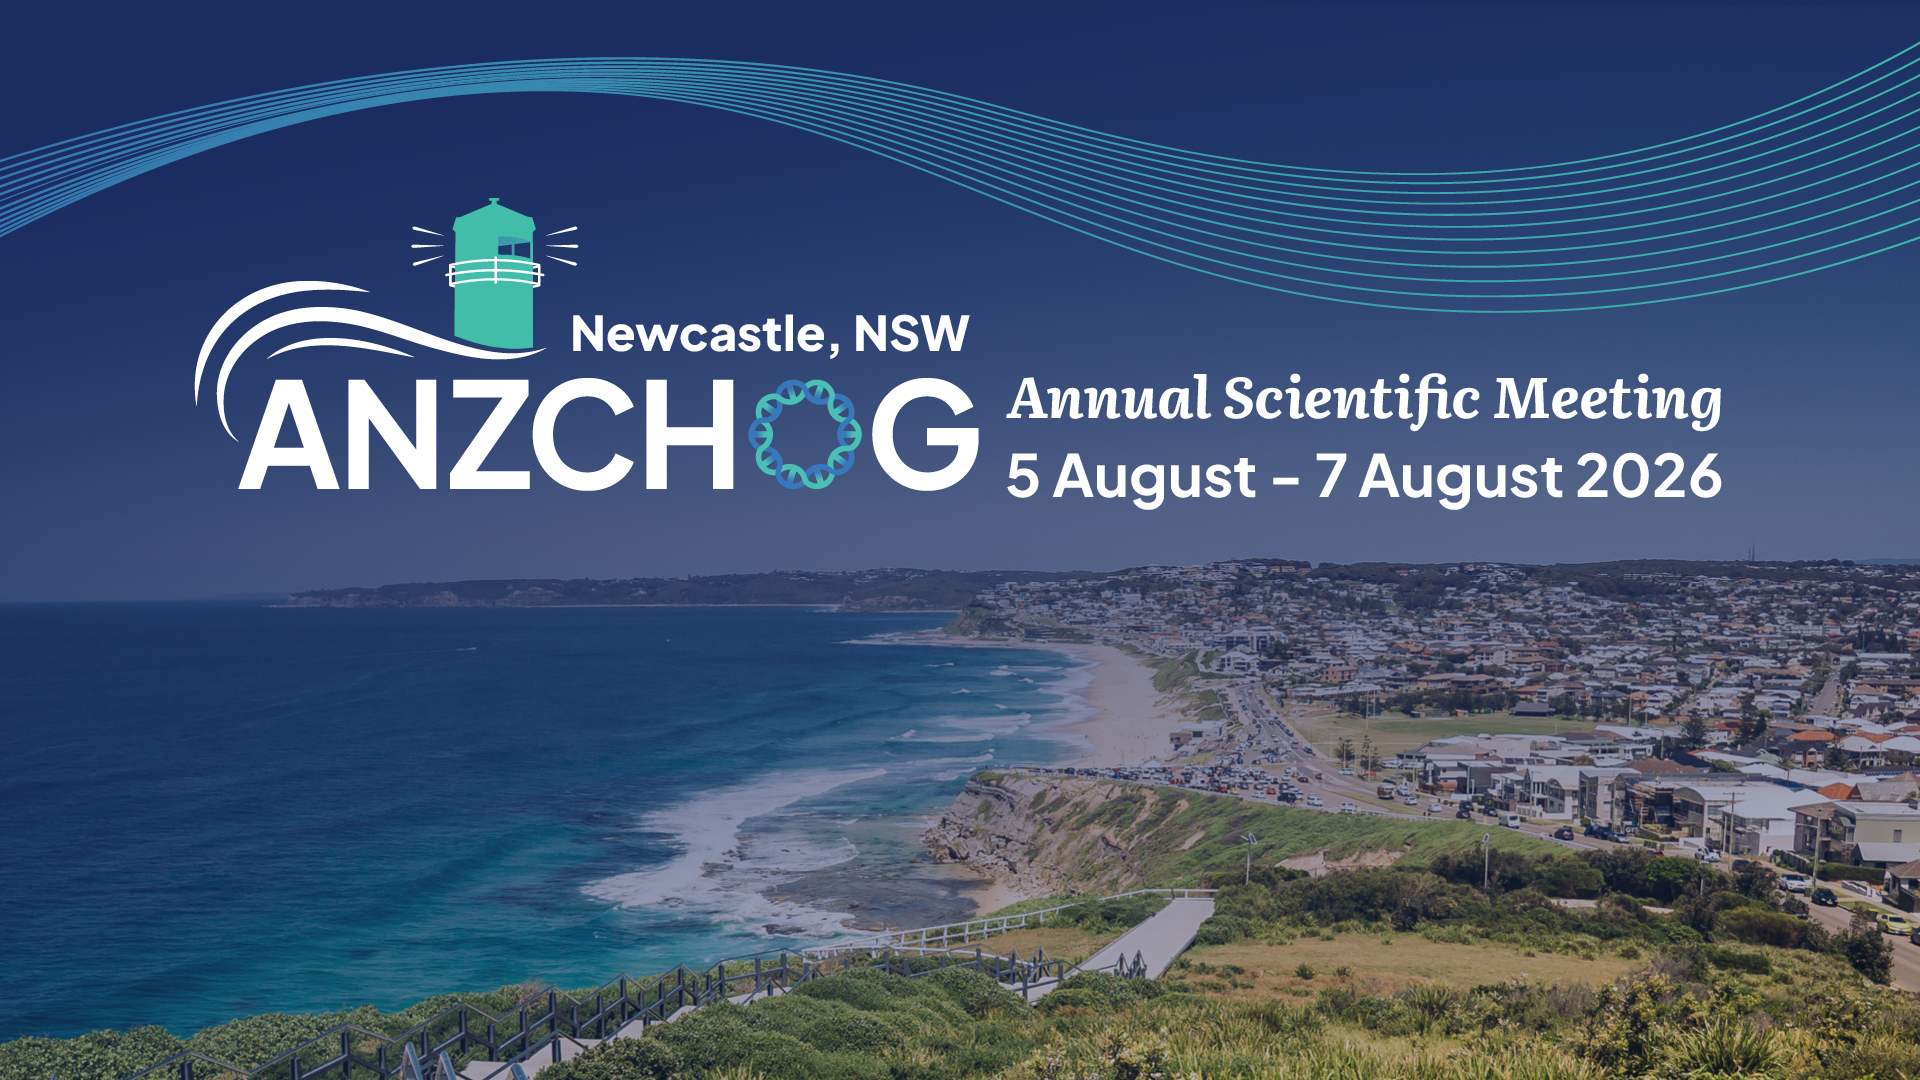 Newcastle, NSW
ANZCHOG
Annual Scientific Meeting
5 August – 7 August 2026